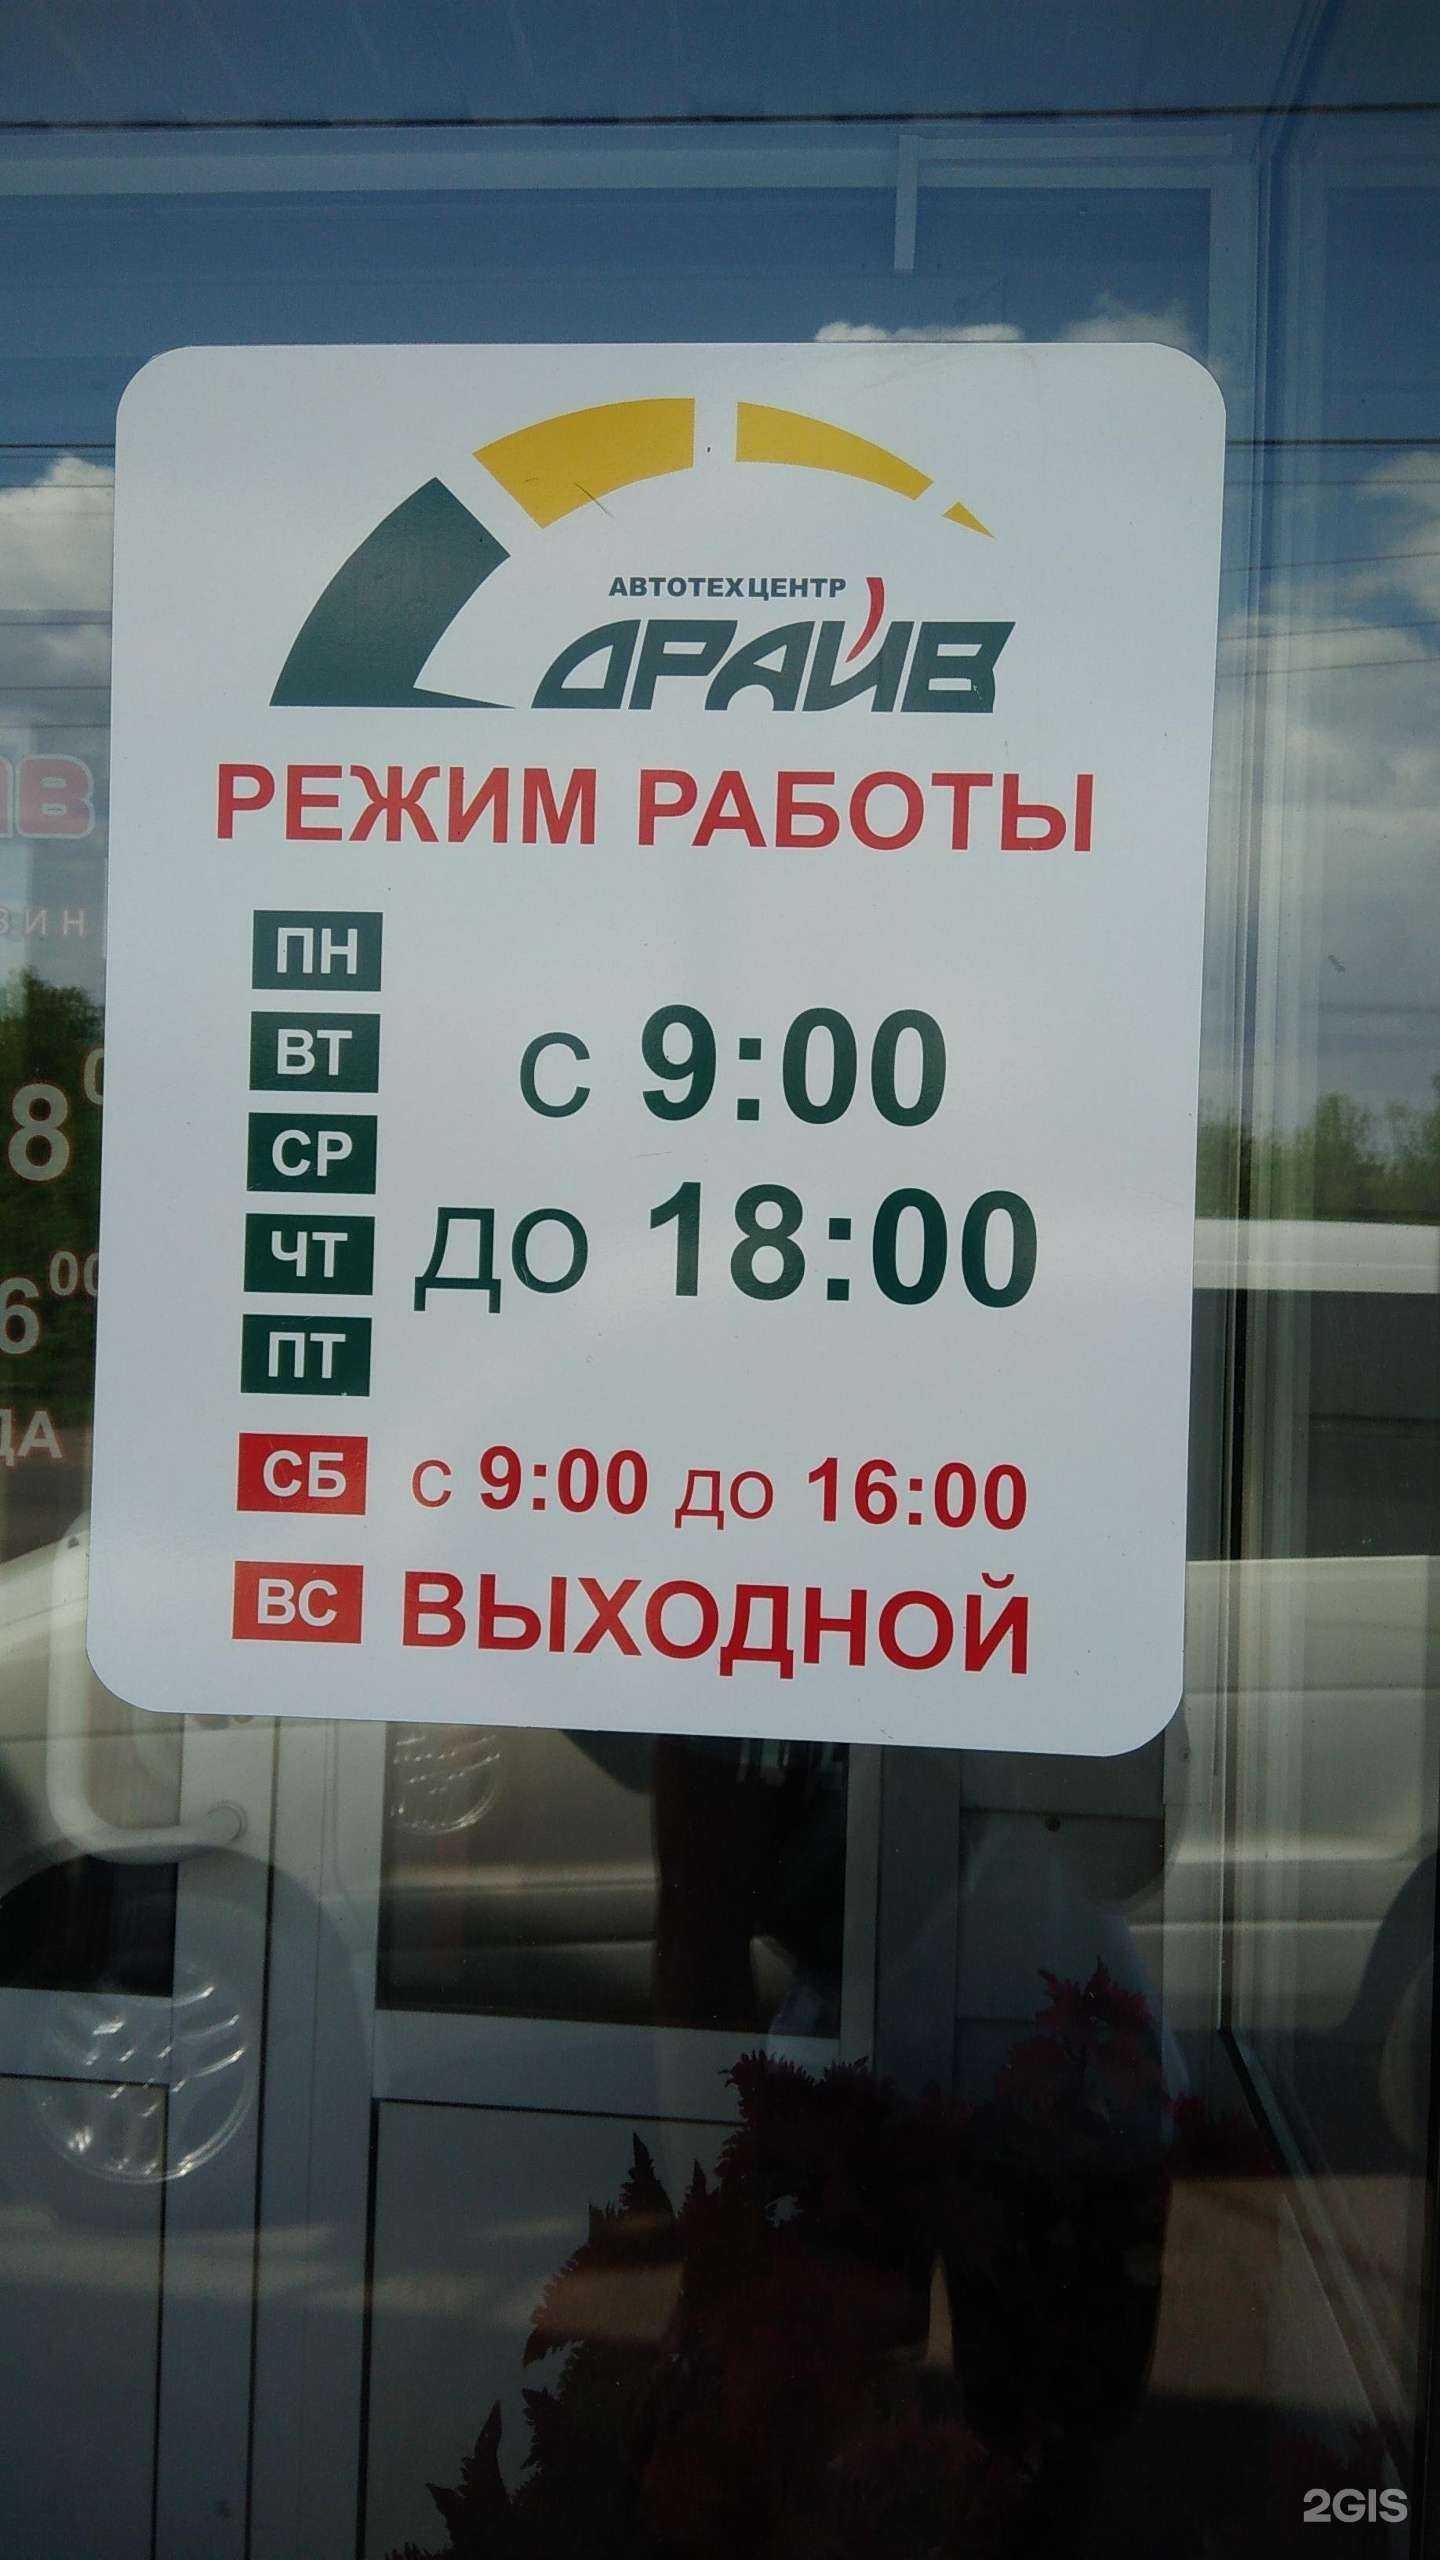 АВТОТЕХЦЕНТР
ДРАЙВ
РЕЖИМ РАБОТЫ
ПН
ВТ
СР
ЧТ
ПТ
с 9:00
до 18:00
СБ с 9:00 до 16:00
ВС ВЫХОДНОЙ
2GIS